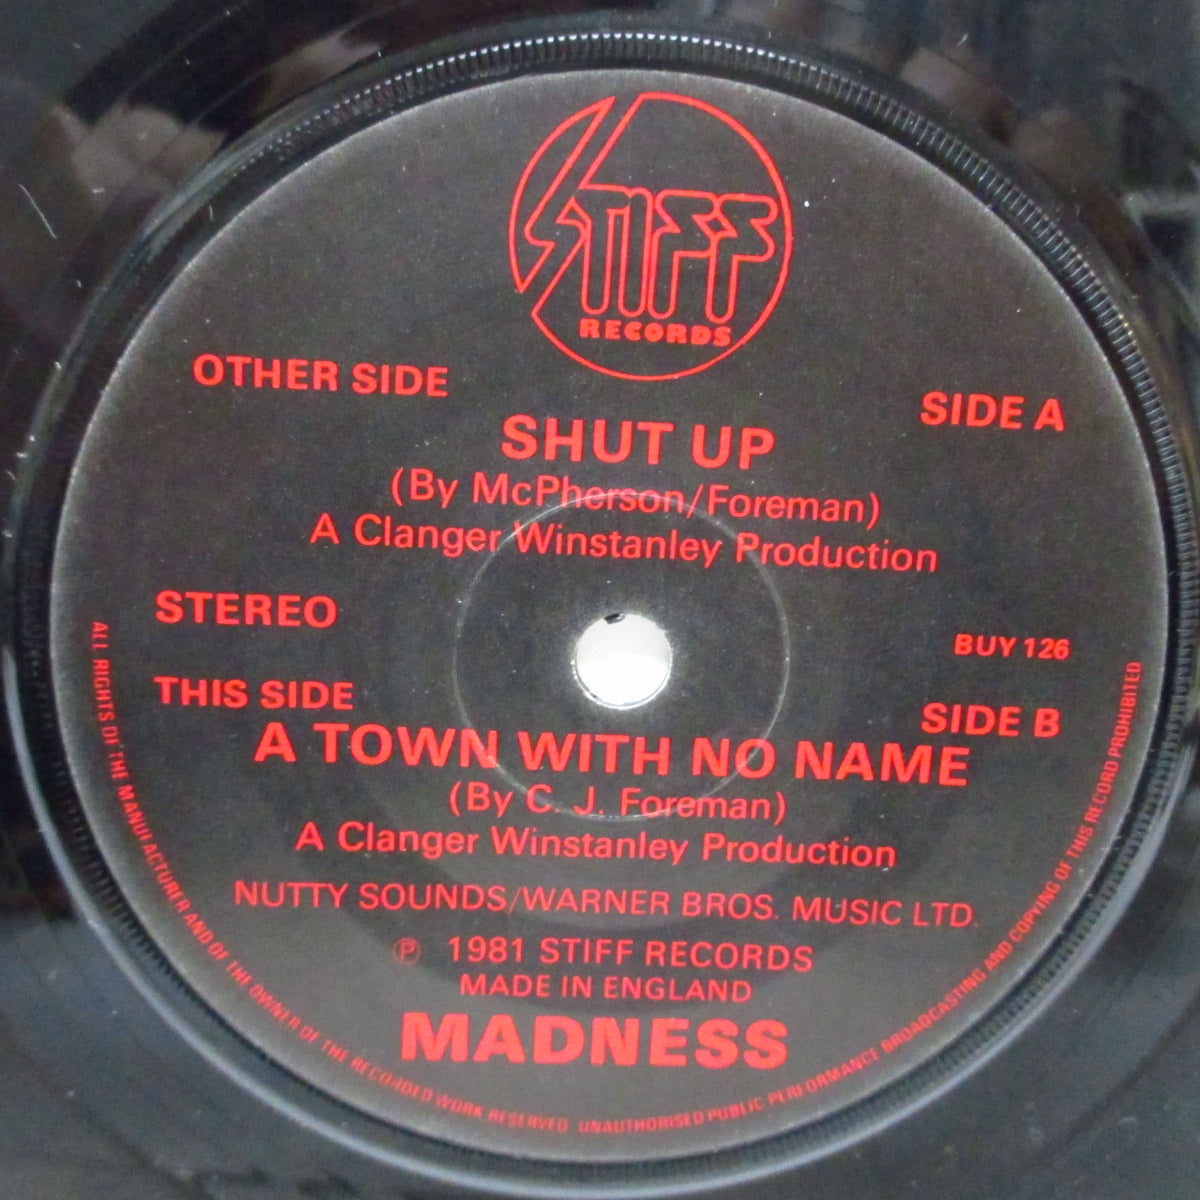 STIFF
RECORDS
OTHER SIDE
SIDE A
SHUT UP
(By McPherson/Foreman)
A Clanger Winstanley Production
STEREO
BUY 126
THIS SIDE
SIDE B
A TOWN WITH NO NAME
(By C. J. Foreman)
A Clanger Winstanley Production
NUTTY SOUNDS/WARNER BROS. MUSIC LTD.
Ⓟ 1981 STIFF RECORDS
MADE IN ENGLAND
MADNESS
ALL RIGHTS OF THE MANUFACTURER AND OF THE OWNER OF THE RECORDED WORK RESERVED UNAUTHORISED PUBLIC PERFORMANCE BROADCASTING AND COPYING OF THIS RECORD PROHIBITED